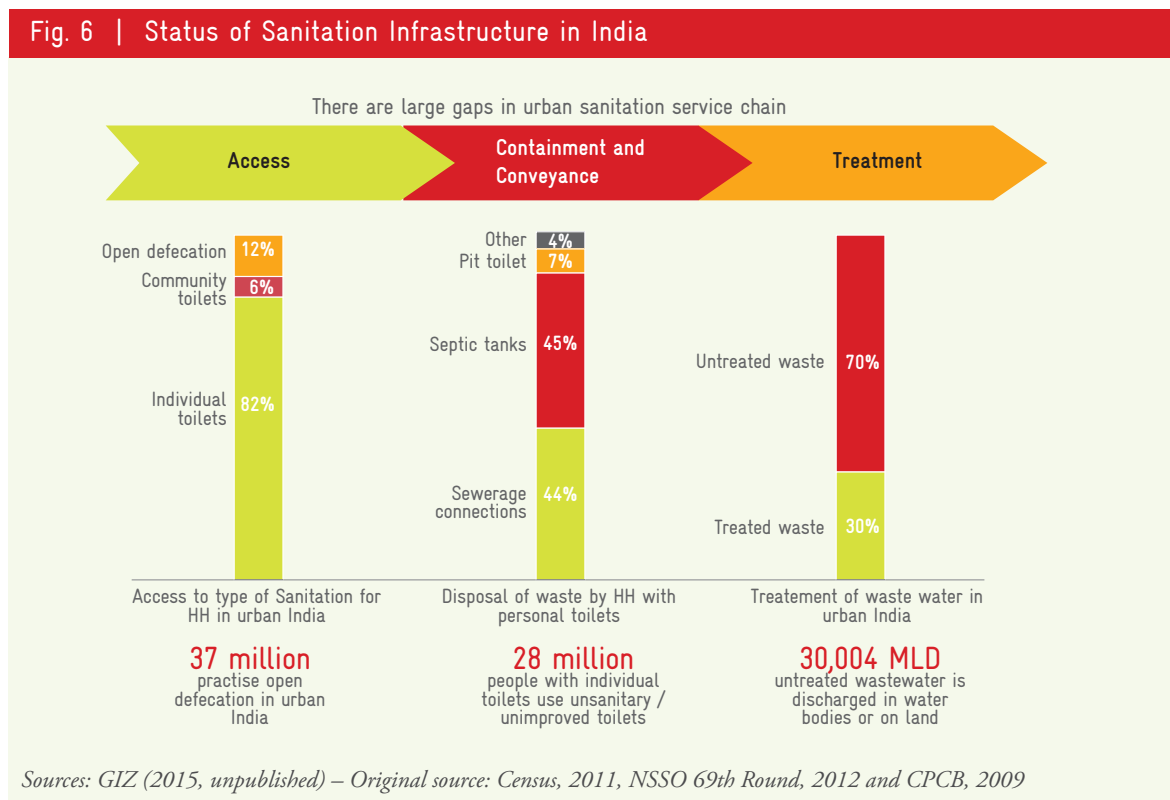 Fig. 6 | Status of Sanitation Infrastructure in India
There are large gaps in urban sanitation service chain
Access
Containment and
Conveyance
Treatment
Open defecation
12%
Community
toilets
6%
Individual
toilets
82%
Other
4%
Pit toilet
7%
Septic tanks
45%
Sewerage
connections
44%
Untreated waste
70%
Treated waste
30%
Access to type of Sanitation for
HH in urban India
37 million
practise open
defecation in urban
India
Disposal of waste by HH with
personal toilets
28 million
people with individual
toilets use unsanitary /
unimproved toilets
Treatement of waste water in
urban India
30,004 MLD
untreated wastewater is
discharged in water
bodies or on land
Sources: GIZ (2015, unpublished) – Original source: Census, 2011, NSSO 69th Round, 2012 and CPCB, 2009